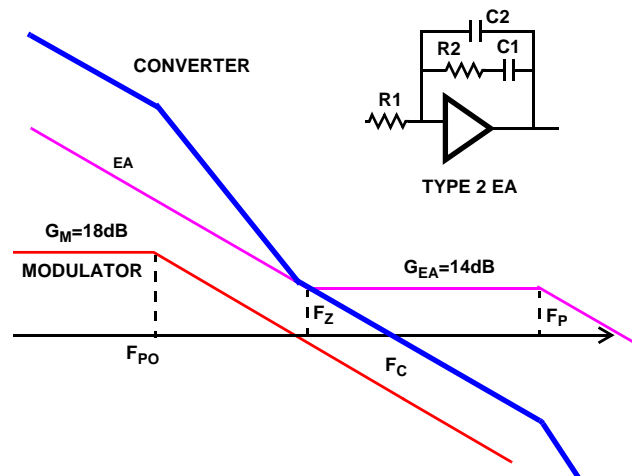 C2
R2
C1
R1
TYPE 2 EA
CONVERTER
EA
GM=18dB
MODULATOR
GEA=14dB
FZ
FP
FPO
FC